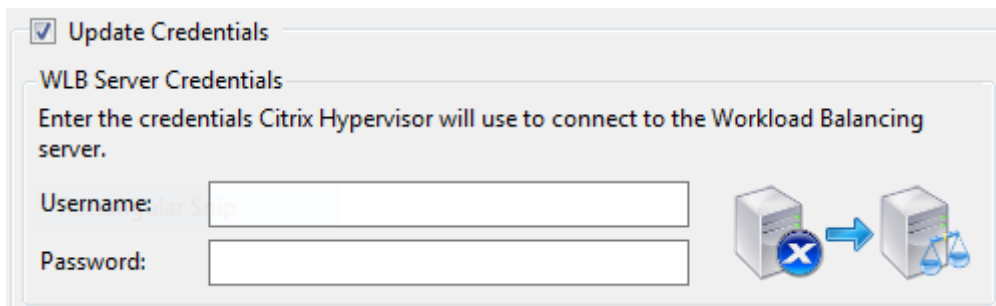 Update Credentials
WLB Server Credentials
Enter the credentials Citrix Hypervisor will use to connect to the Workload Balancing
server.
Username:
Password: